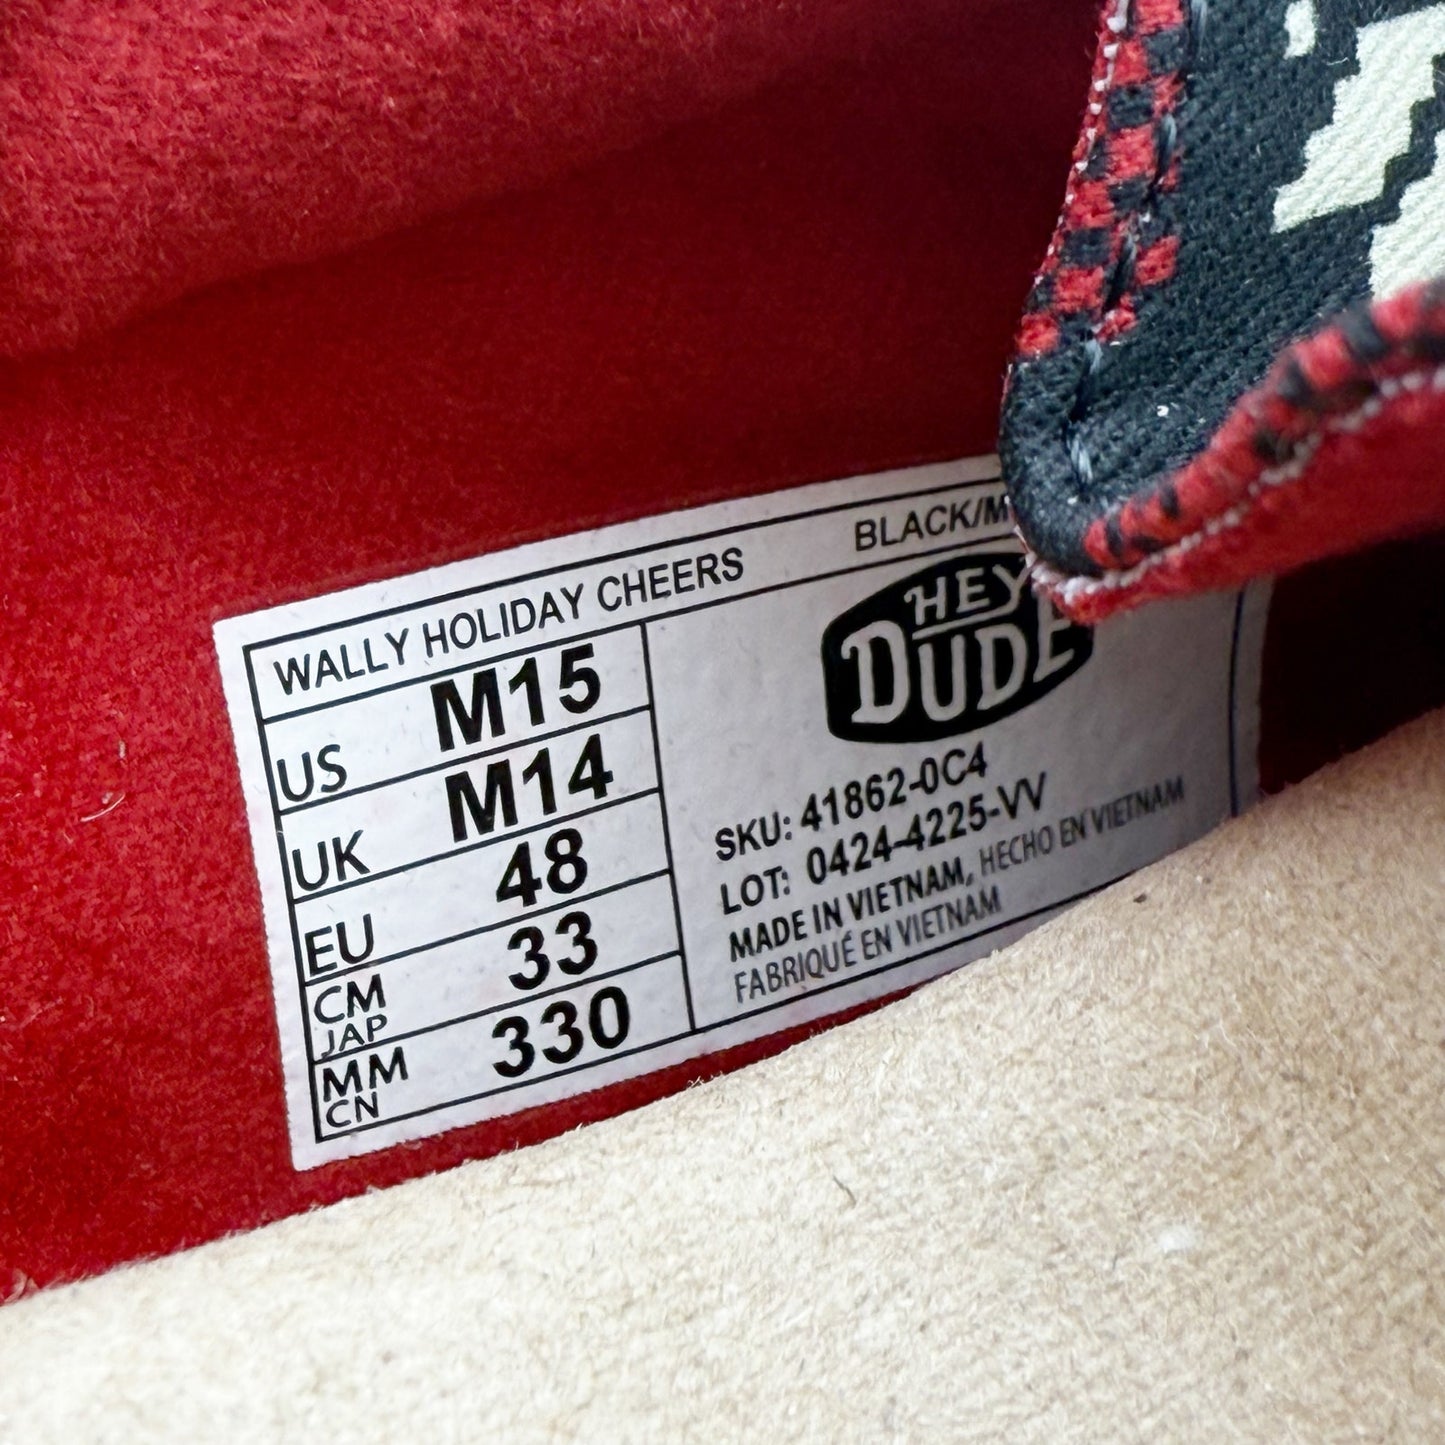 WALLY HOLIDAY CHEERS BLACK/M
US M15
UK M14
EU 48
CM JAP 33
MM CN 330
HEY
DUDE
SKU: 41862-0C4
LOT: 0424-4225-VV
MADE IN VIETNAM, HECHO EN VIETNAM
FABRIQUÉ EN VIETNAM